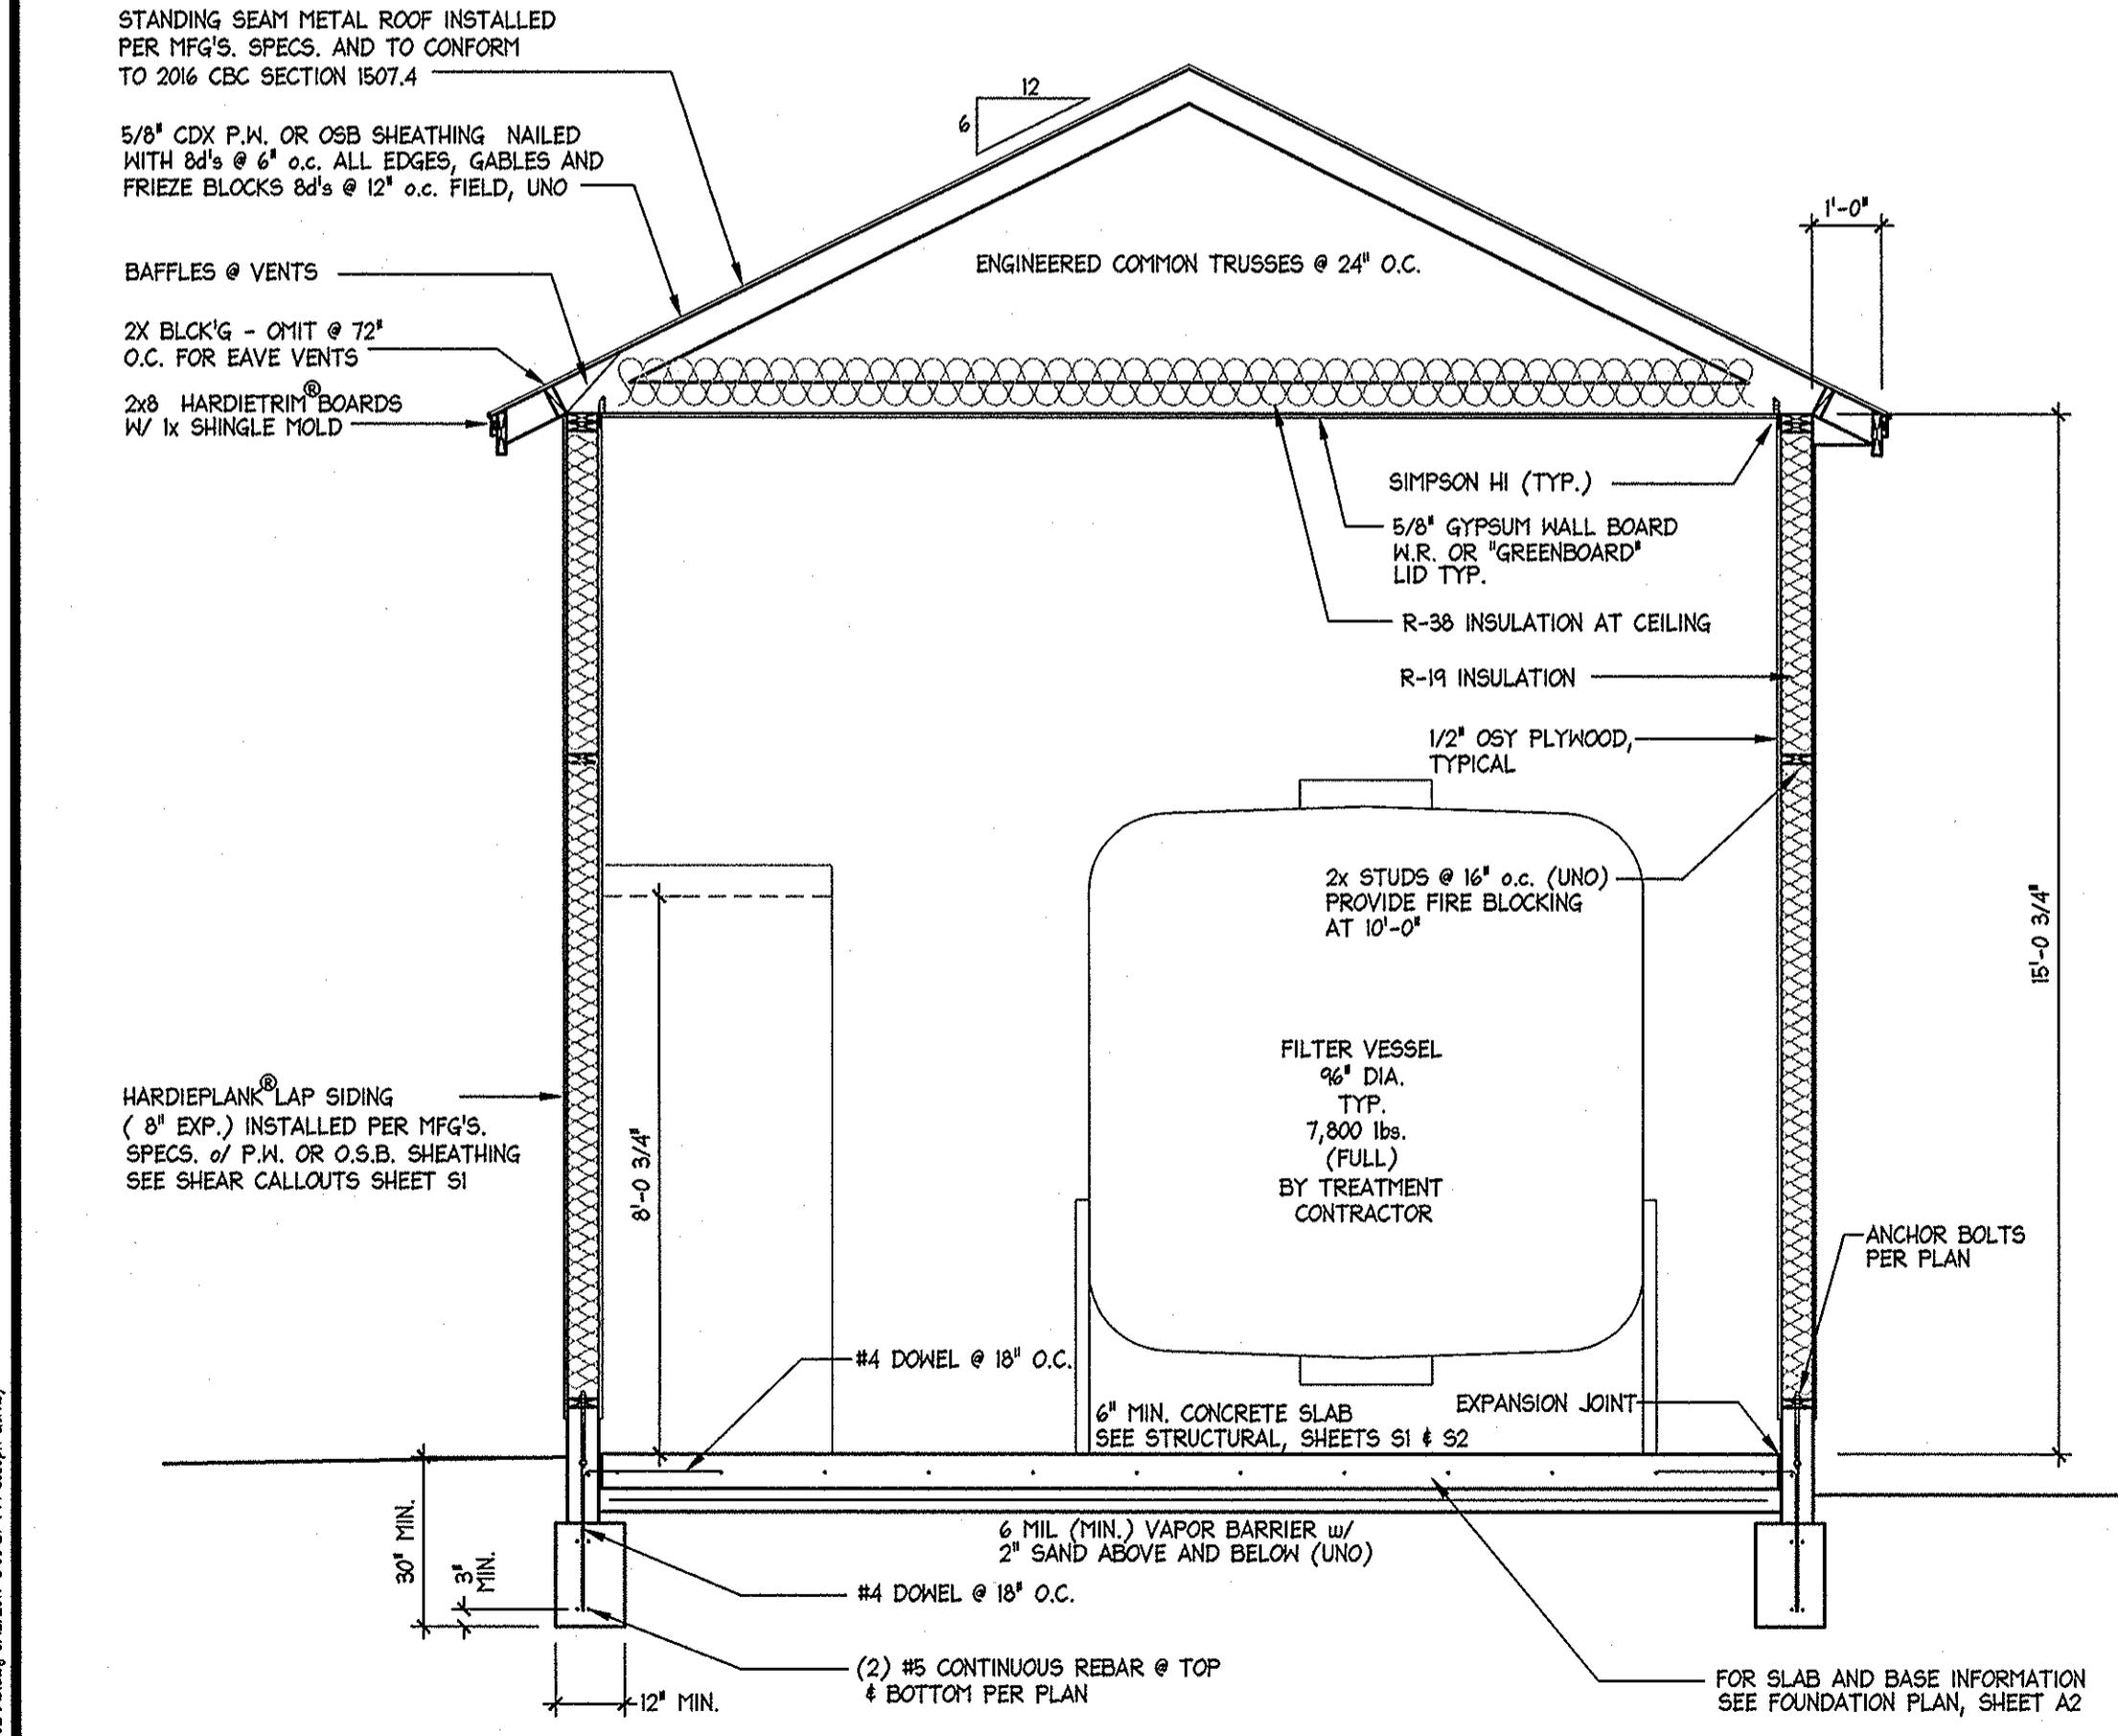 STANDING SEAM METAL ROOF INSTALLED
PER MFG'S. SPECS. AND TO CONFORM
TO 2016 CBC SECTION 1507.4
12
6
5/8" CDX P.W. OR OSB SHEATHING NAILED
WITH 8d's @ 6" o.c. ALL EDGES, GABLES AND
FRIEZE BLOCKS 8d's @ 12" o.c. FIELD, UNO
1'-0"
BAFFLES @ VENTS
ENGINEERED COMMON TRUSSES @ 24" O.C.
2X BLCK'G - OMIT @ 72"
O.C. FOR EAVE VENTS
2x8 HARDIETRIM® BOARDS
W/ 1x SHINGLE MOLD
SIMPSON H1 (TYP.)
5/8" GYPSUM WALL BOARD
W.R. OR "GREENBOARD"
LID TYP.
R-38 INSULATION AT CEILING
R-19 INSULATION
1/2" OSY PLYWOOD,
TYPICAL
2x STUDS @ 16" o.c. (UNO)
PROVIDE FIRE BLOCKING
AT 10'-0"
15'-0 3/4"
FILTER VESSEL
96" DIA.
TYP.
7,800 lbs.
(FULL)
BY TREATMENT
CONTRACTOR
HARDIEPLANK® LAP SIDING
( 8" EXP.) INSTALLED PER MFG'S.
SPECS. o/ P.W. OR O.S.B. SHEATHING
SEE SHEAR CALLOUTS SHEET S1
8'-0 3/4"
ANCHOR BOLTS
PER PLAN
#4 DOWEL @ 18" O.C.
6" MIN. CONCRETE SLAB
SEE STRUCTURAL, SHEETS S1 & S2
EXPANSION JOINT
30" MIN.
3"
MIN.
6 MIL (MIN.) VAPOR BARRIER w/
2" SAND ABOVE AND BELOW (UNO)
#4 DOWEL @ 18" O.C.
(2) #5 CONTINUOUS REBAR @ TOP
& BOTTOM PER PLAN
12" MIN.
FOR SLAB AND BASE INFORMATION
SEE FOUNDATION PLAN, SHEET A2